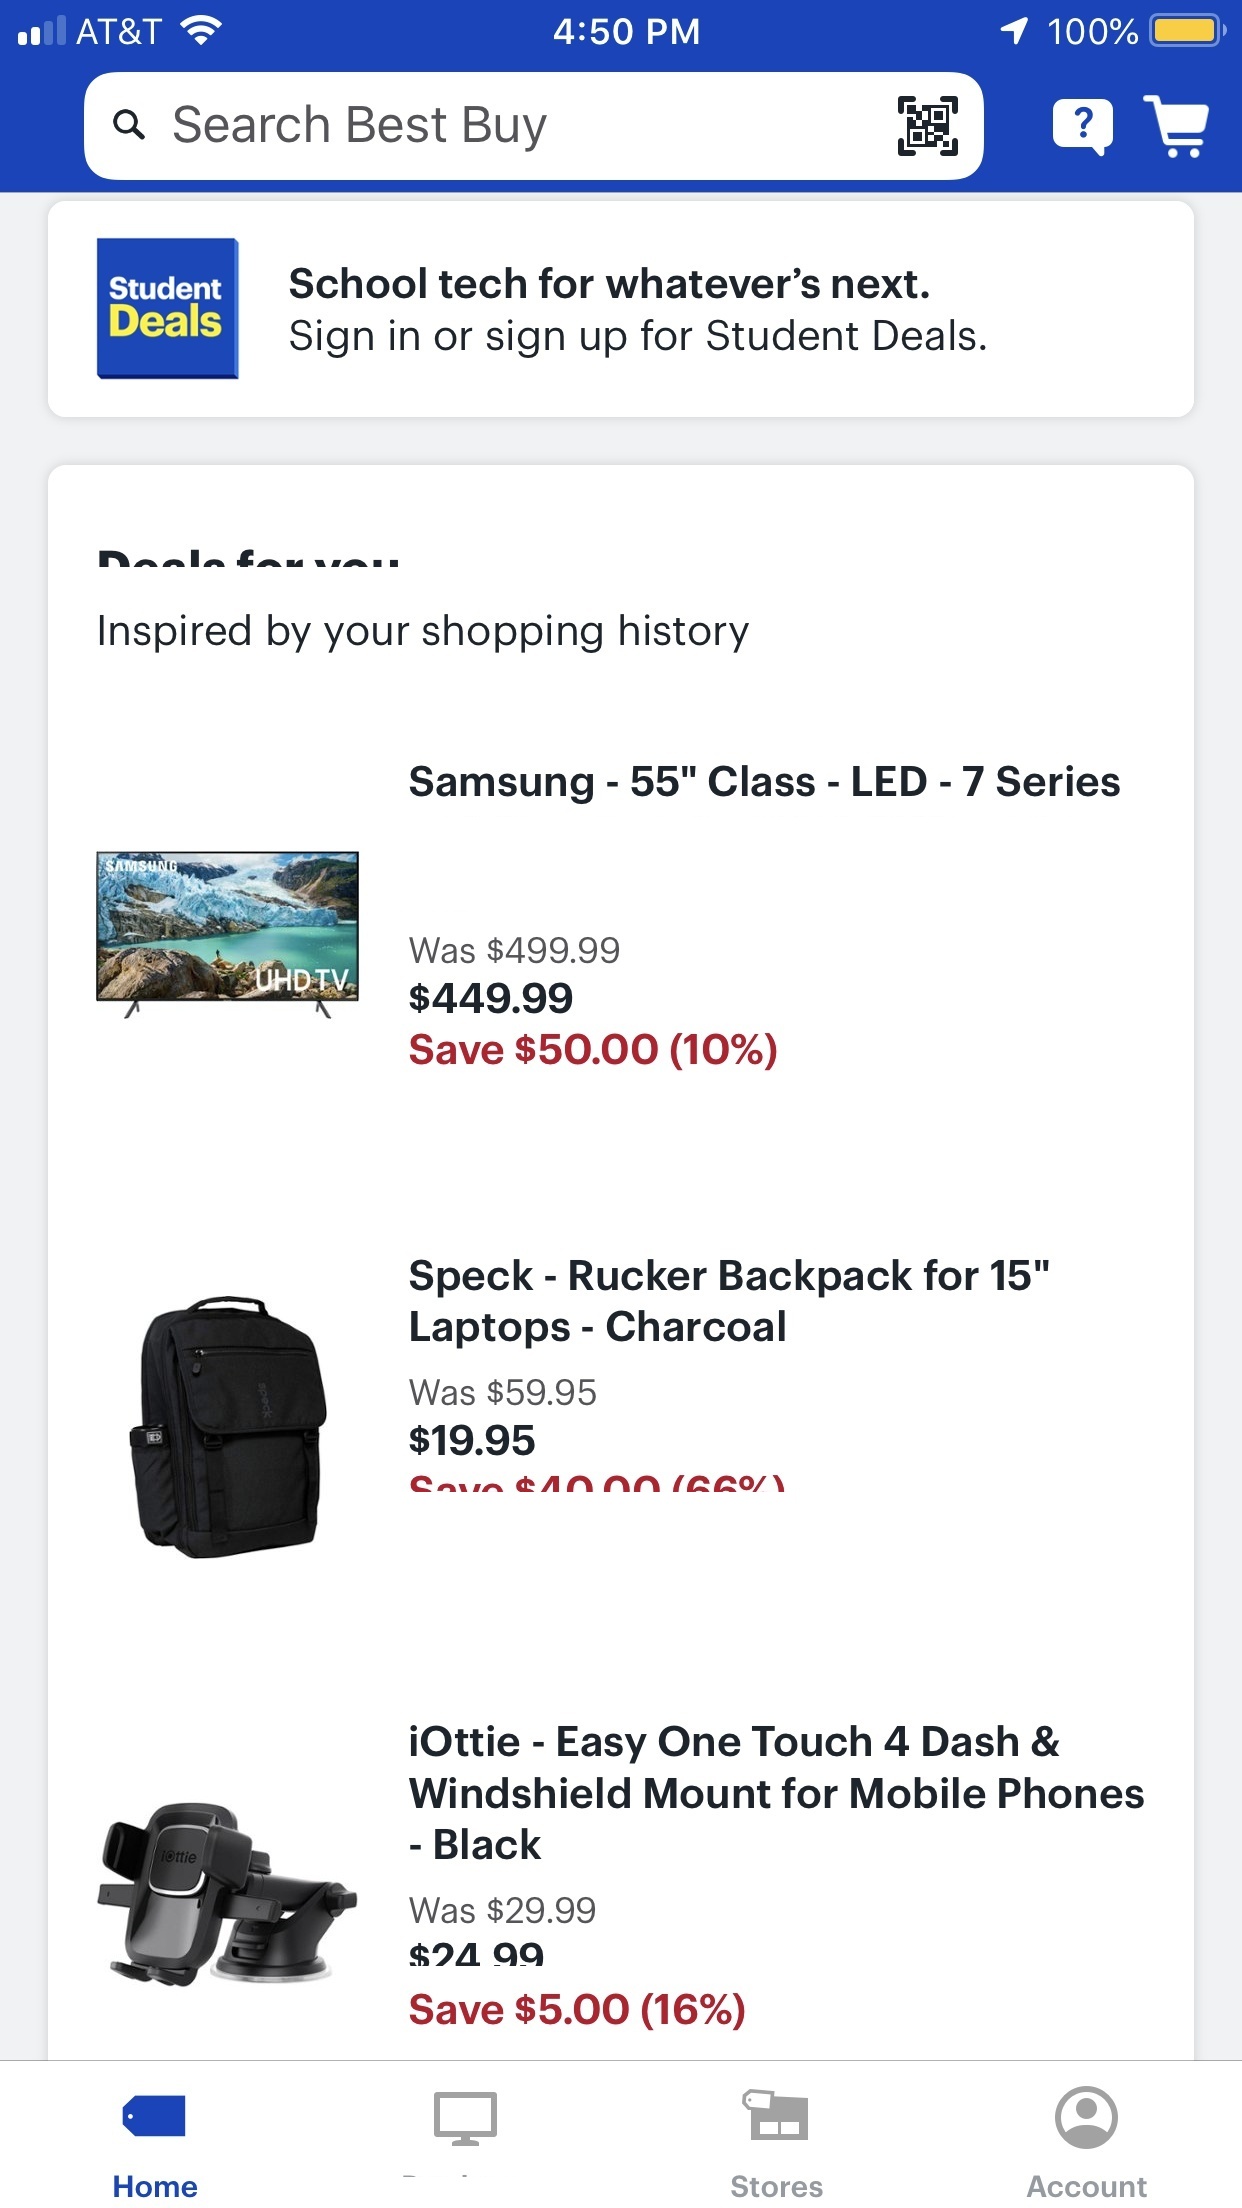 AT&T 4:50 PM 100%
Search Best Buy
?
Student
Deals
School tech for whatever's next.
Sign in or sign up for Student Deals.
Deals for you
Inspired by your shopping history
Samsung - 55" Class - LED - 7 Series
SAMSUNG
UHD TV
Was $499.99
$449.99
Save $50.00 (10%)
Speck - Rucker Backpack for 15"
Laptops - Charcoal
speck
Was $59.95
$19.95
Save $40.00 (66%)
iOttie - Easy One Touch 4 Dash &
Windshield Mount for Mobile Phones
- Black
iOttie
Was $29.99
$24.99
Save $5.00 (16%)
Home
Stores
Account